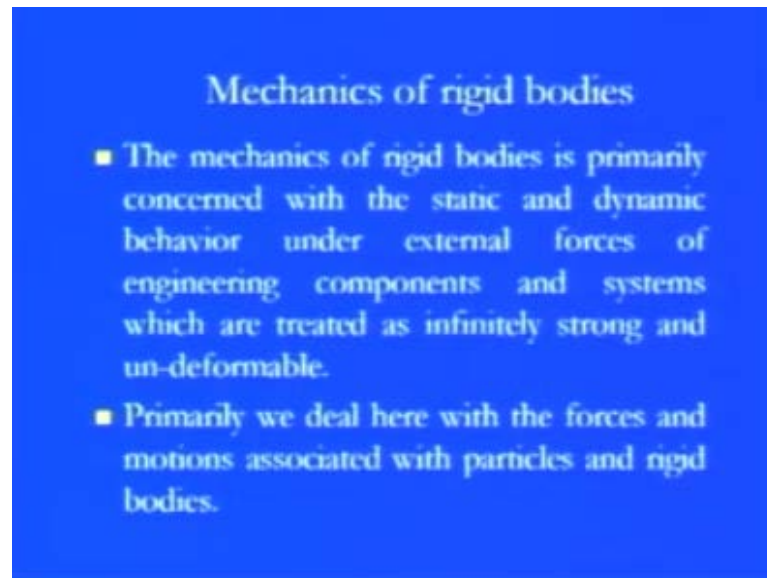 Mechanics of rigid bodies
The mechanics of rigid bodies is primarily
concerned with the static and dynamic
behavior under external forces of
engineering components and systems
which are treated as infinitely strong and
un-deformable.
Primarily we deal here with the forces and
motions associated with particles and rigid
bodies.